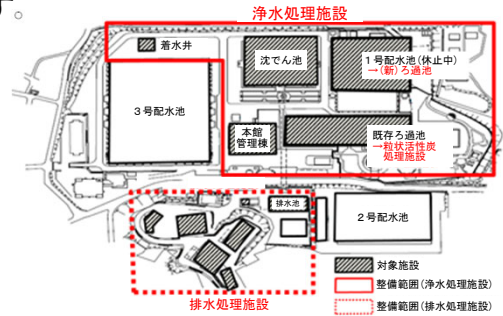 浄水処理施設
着水井
沈でん池
1号配水池(休止中)
→(新)ろ過池
3号配水池
本館
管理棟
既存ろ過池
→粒状活性炭
処理施設
排水池
2号配水池
対象施設
整備範囲(浄水処理施設)
整備範囲(排水処理施設)
排水処理施設